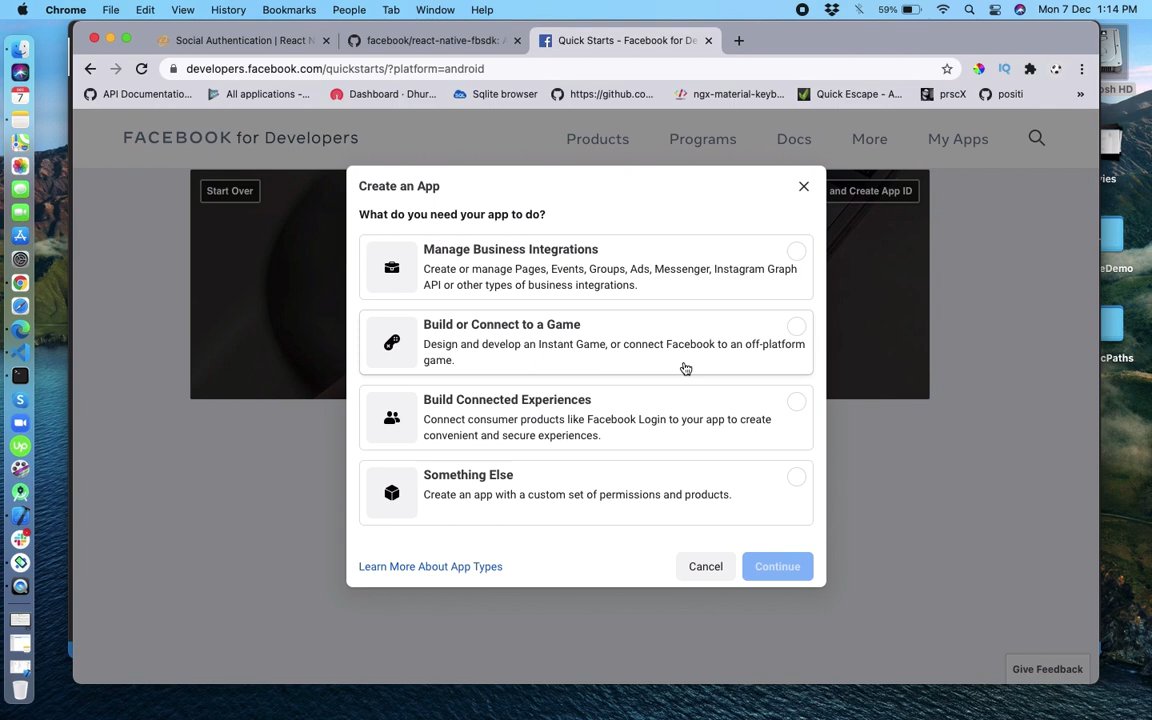 Chrome File Edit View History Bookmarks People Tab Window Help 59% Mon 7 Dec 1:14 PM
Social Authentication | React N
facebook/react-native-fbsdk: A
Quick Starts - Facebook for De
developers.facebook.com/quickstarts/?platform=android
API Documentatio... All applications -... Dashboard · Dhur... Sqlite browser https://github.co... ngx-material-keyb... Quick Escape - A... prscX positi »
osh HD
FACEBOOK for Developers Products Programs Docs More My Apps
Start Over
and Create App ID
Create an App
What do you need your app to do?
Manage Business Integrations
Create or manage Pages, Events, Groups, Ads, Messenger, Instagram Graph
API or other types of business integrations.
Build or Connect to a Game
Design and develop an Instant Game, or connect Facebook to an off-platform
game.
Build Connected Experiences
Connect consumer products like Facebook Login to your app to create
convenient and secure experiences.
Something Else
Create an app with a custom set of permissions and products.
Learn More About App Types Cancel Continue
Give Feedback
vies
eDemo
cPaths